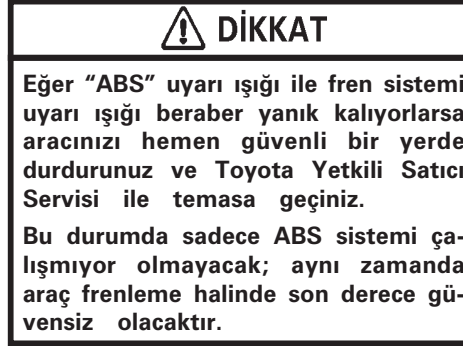 DİKKAT
Eğer “ABS” uyarı ışığı ile fren sistemi
uyarı ışığı beraber yanık kalıyorlarsa
aracınızı hemen güvenli bir yerde
durdurunuz ve Toyota Yetkili Satıcı
Servisi ile temasa geçiniz.
Bu durumda sadece ABS sistemi ça-
lışmıyor olmayacak; aynı zamanda
araç frenleme halinde son derece gü-
vensiz olacaktır.